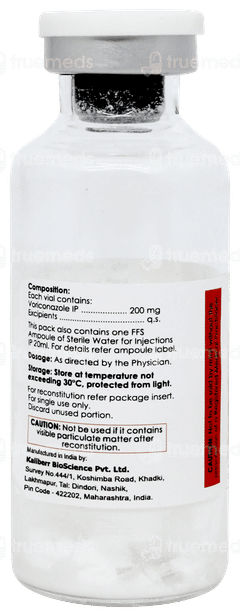 truemeds
Composition:
Each vial contains:
Voriconazole IP ............... 200 mg
Excipients ........................... q.s.
This pack also contains one FFS
Ampoule of Sterile Water for Injections
IP 20ml. For details refer ampoule label.
Dosage: As directed by the Physician.
Storage: Store at temperature not
exceeding 30°C, protected from light.
For reconstitution refer package insert.
For single use only.
Discard unused portion.
CAUTION: Not be used if it contains
visible particulate matter after
reconstitution.
Manufactured in India by:
Kaliberr BioScience Pvt. Ltd.
Survey No.444/1, Koshimba Road, Khadki,
Lakhmapur, Tal: Dindori, Nashik,
Pin Code - 422202, Maharashtra, India.